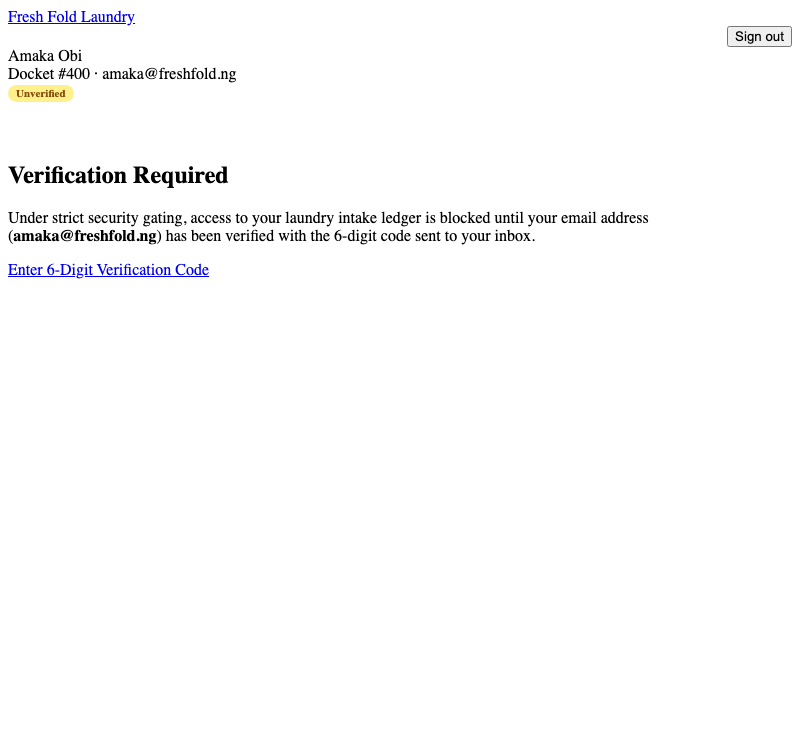 Fresh Fold Laundry
Sign out
Amaka Obi
Docket #400 · amaka@freshfold.ng
Unverified
Verification Required
Under strict security gating, access to your laundry intake ledger is blocked until your email address
(amaka@freshfold.ng) has been verified with the 6-digit code sent to your inbox.
Enter 6-Digit Verification Code